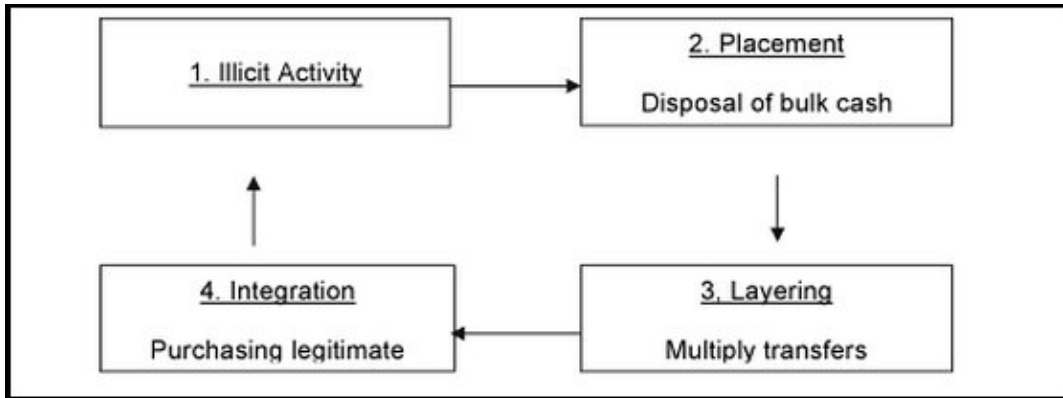 1. Illicit Activity
2. Placement
Disposal of bulk cash
3, Layering
Multiply transfers
4. Integration
Purchasing legitimate